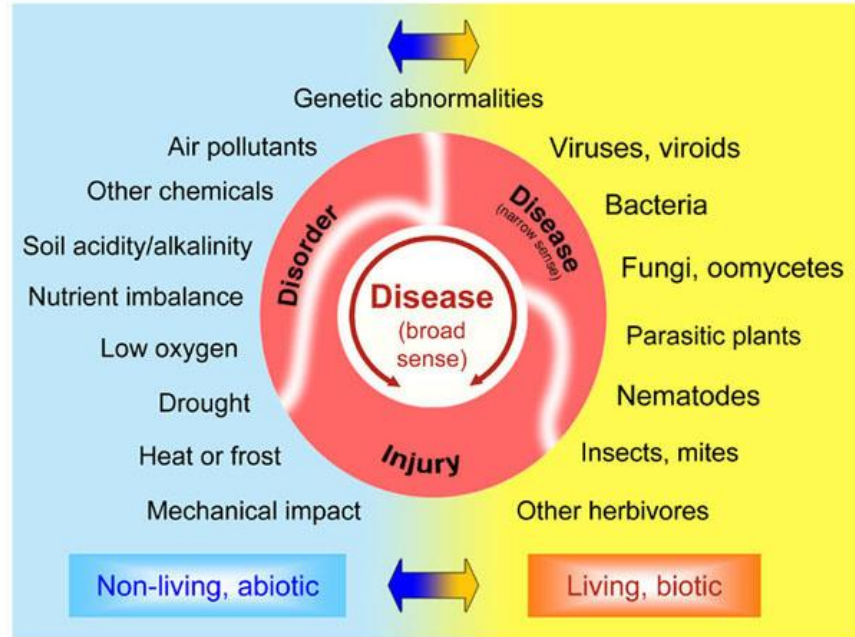 Genetic abnormalities
Air pollutants
Other chemicals
Soil acidity/alkalinity
Nutrient imbalance
Low oxygen
Drought
Heat or frost
Mechanical impact
Disorder
Disease
(narrow sense)
Disease
(broad
sense)
Injury
Viruses, viroids
Bacteria
Fungi, oomycetes
Parasitic plants
Nematodes
Insects, mites
Other herbivores
Non-living, abiotic
Living, biotic